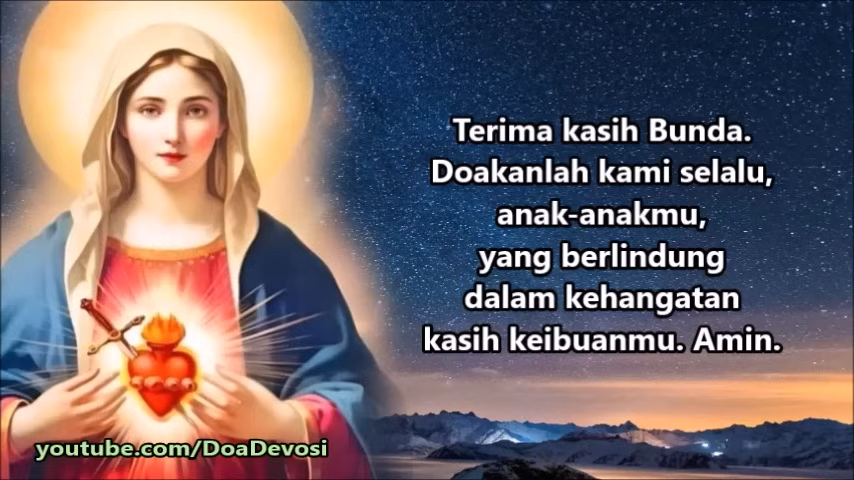 Terima kasih Bunda.
Doakanlah kami selalu,
anak-anakmu,
yang berlindung
dalam kehangatan
kasih keibuanmu. Amin.
youtube.com/DoaDevosi